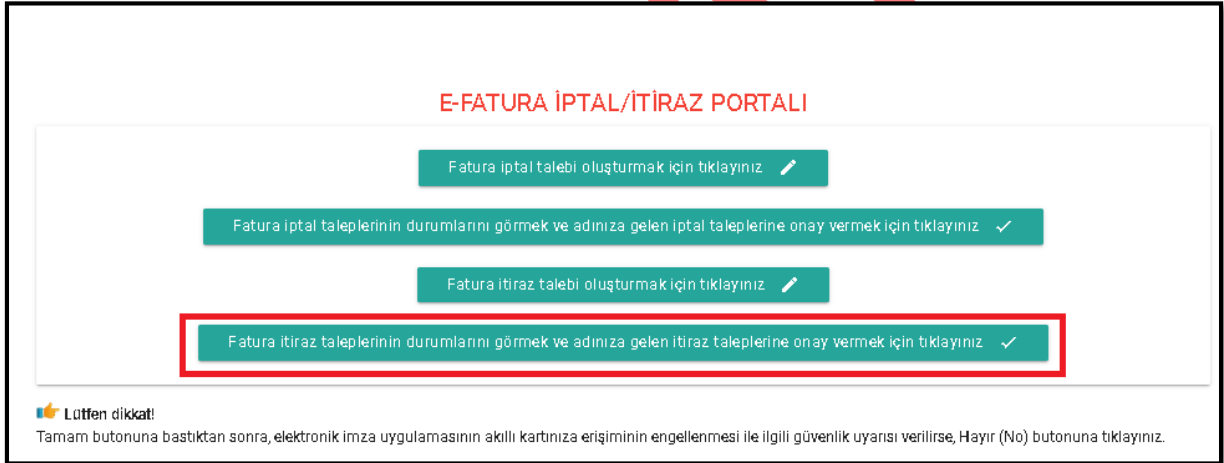 E-FATURA İPTAL/İTİRAZ PORTALI
Fatura iptal talebi oluşturmak için tıklayınız
Fatura iptal taleplerinin durumlarını görmek ve adınıza gelen iptal taleplerine onay vermek için tıklayınız
Fatura itiraz talebi oluşturmak için tıklayınız
Fatura itiraz taleplerinin durumlarını görmek ve adınıza gelen itiraz taleplerine onay vermek için tıklayınız
Lütfen dikkat!
Tamam butonuna bastıktan sonra, elektronik imza uygulamasının akıllı kartınıza erişiminin engellenmesi ile ilgili güvenlik uyarısı verilirse, Hayır (No) butonuna tıklayınız.